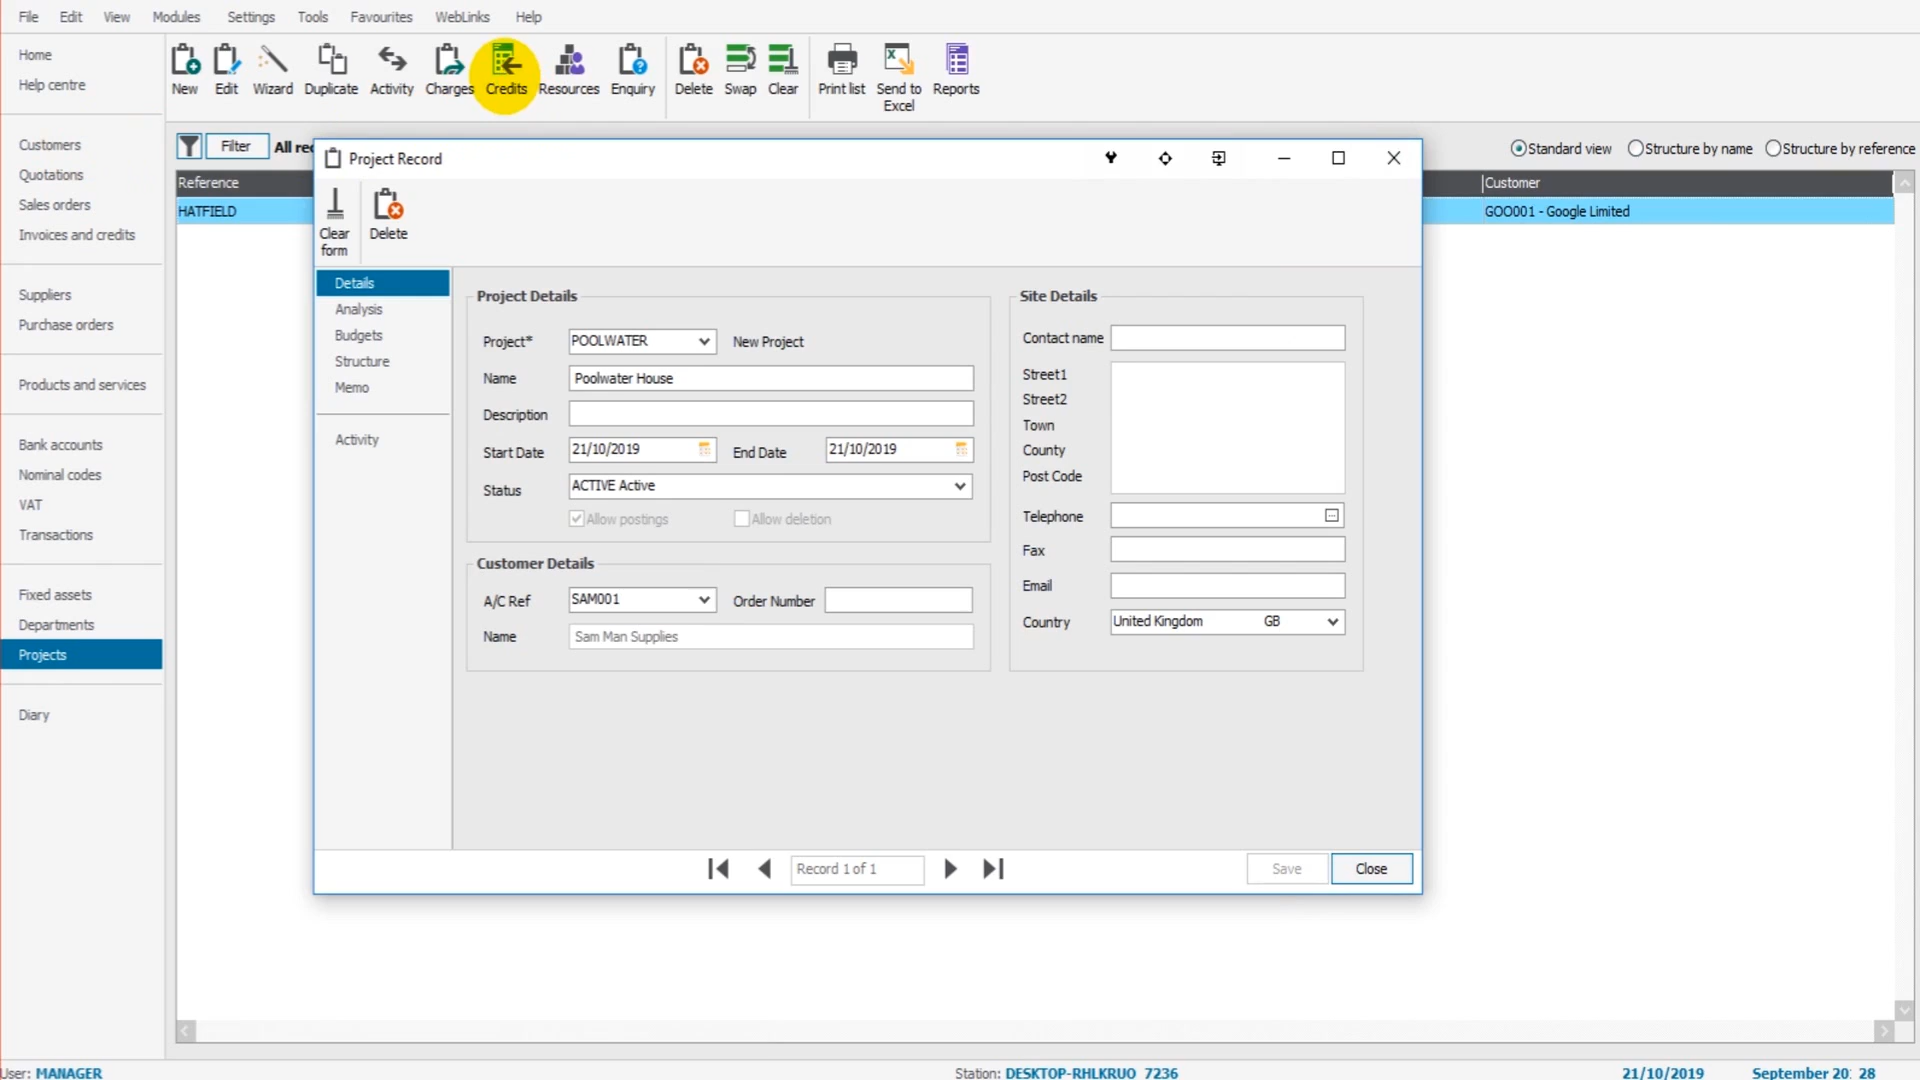 File Edit View Modules Settings Tools Favourites WebLinks Help
Home
Help centre
Customers
Quotations
Sales orders
Invoices and credits
Suppliers
Purchase orders
Products and services
Bank accounts
Nominal codes
VAT
Transactions
Fixed assets
Departments
Projects
Diary
New Edit Wizard Duplicate Activity Charges Credits Resources Enquiry Delete Swap Clear Print list Send to Excel Reports
Filter All rec
Standard view Structure by name Structure by reference
Reference Customer
HATFIELD GOO001 - Google Limited
Project Record
Clear form Delete
Details
Analysis
Budgets
Structure
Memo
Activity
Project Details
Project* POOLWATER New Project
Name Poolwater House
Description
Start Date 21/10/2019 End Date 21/10/2019
Status ACTIVE Active
Allow postings Allow deletion
Customer Details
A/C Ref SAM001 Order Number
Name Sam Man Supplies
Site Details
Contact name
Street1
Street2
Town
County
Post Code
Telephone
Fax
Email
Country United Kingdom GB
Record 1 of 1
Save Close
User: MANAGER Station: DESKTOP-RHLKRUO 7236 21/10/2019 September 20 28